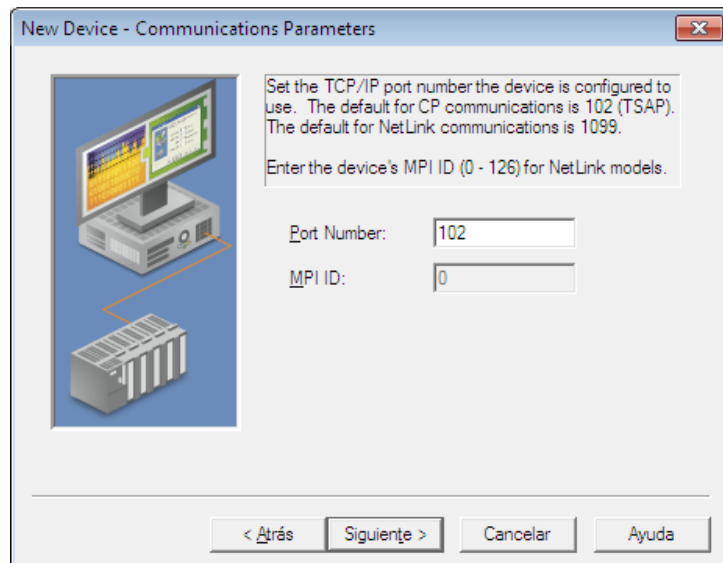 New Device - Communications Parameters
Set the TCP/IP port number the device is configured to
use. The default for CP communications is 102 (TSAP).
The default for NetLink communications is 1099.
Enter the device's MPI ID (0 - 126) for NetLink models.
Port Number: 102
MPI ID: 0
< Atrás Siguiente > Cancelar Ayuda